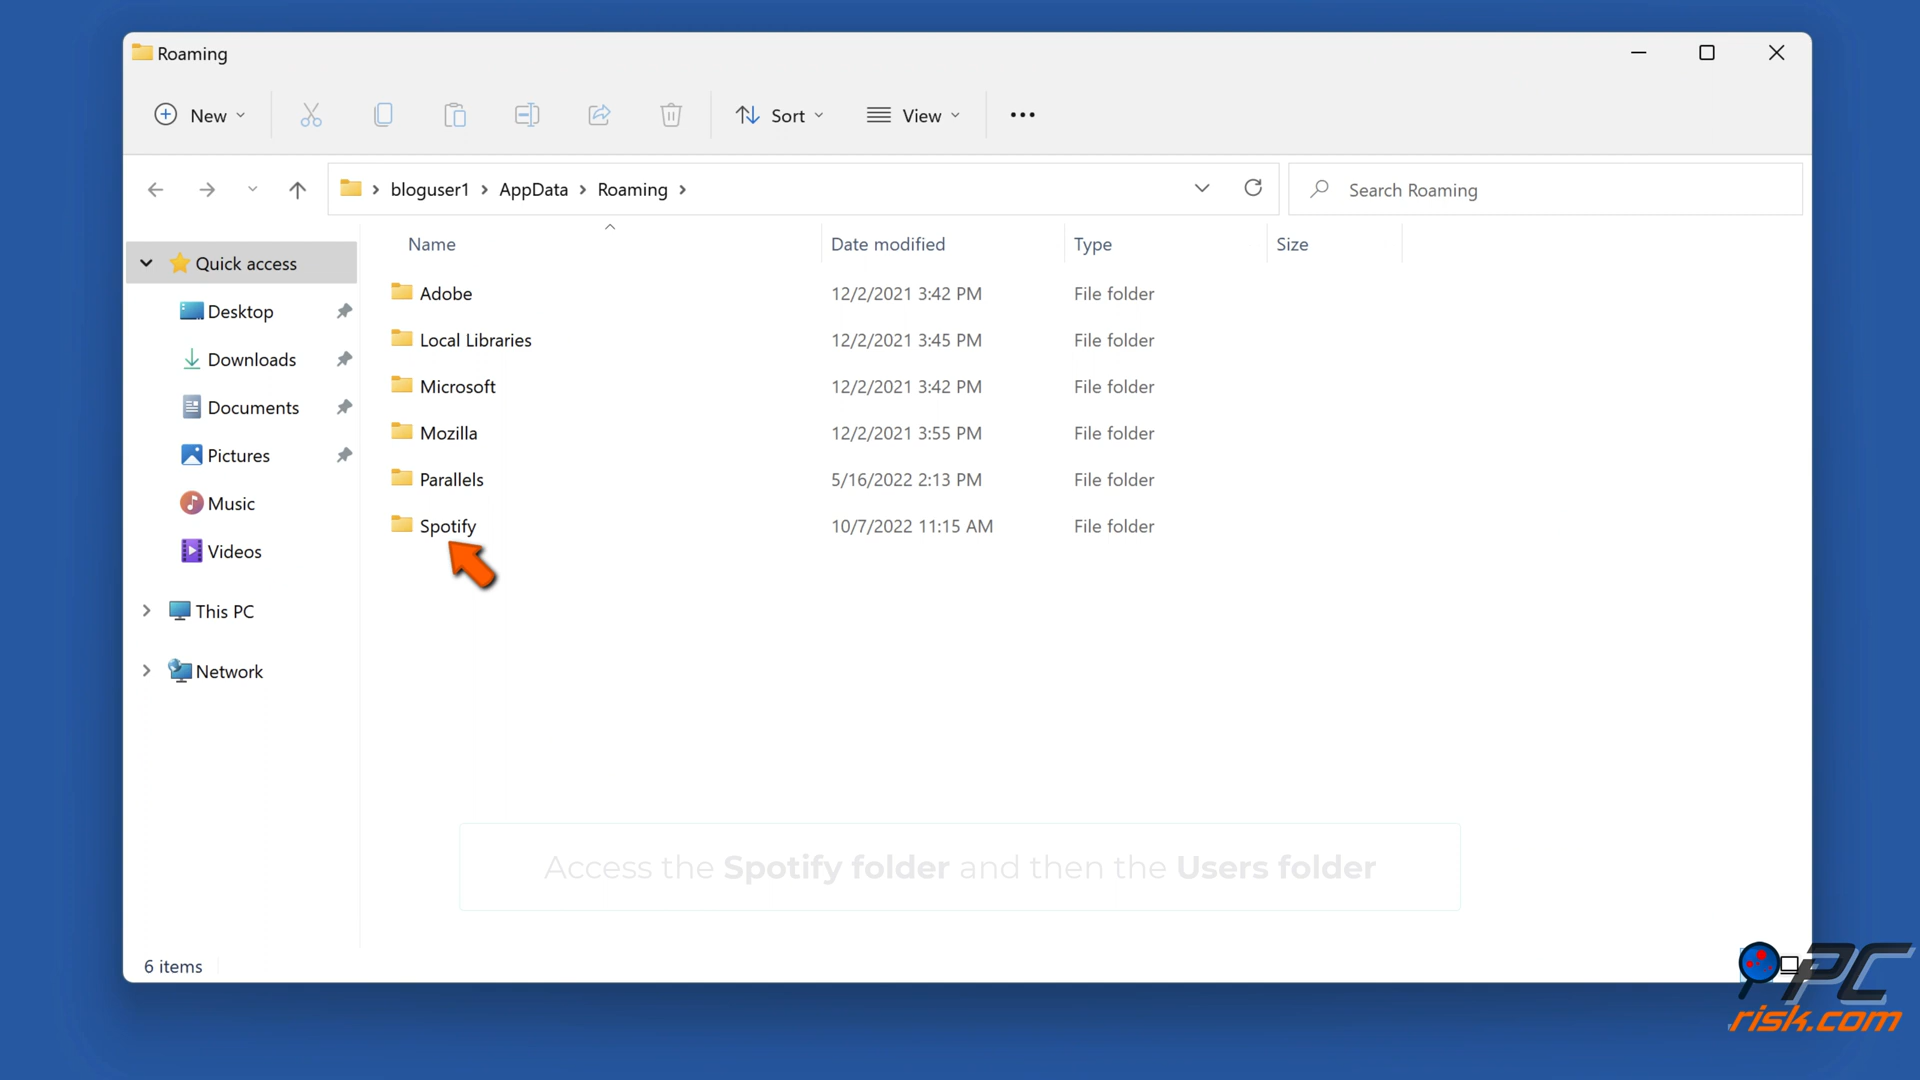 Roaming
New
Sort
View
bloguser1 > AppData > Roaming >
Search Roaming
Name Date modified Type Size
Quick access
Desktop
Downloads
Documents
Pictures
Music
Videos
This PC
Network
Adobe 12/2/2021 3:42 PM File folder
Local Libraries 12/2/2021 3:45 PM File folder
Microsoft 12/2/2021 3:42 PM File folder
Mozilla 12/2/2021 3:55 PM File folder
Parallels 5/16/2022 2:13 PM File folder
Spotify 10/7/2022 11:15 AM File folder
Access the Spotify folder and then the Users folder
6 items
PC
risk.com